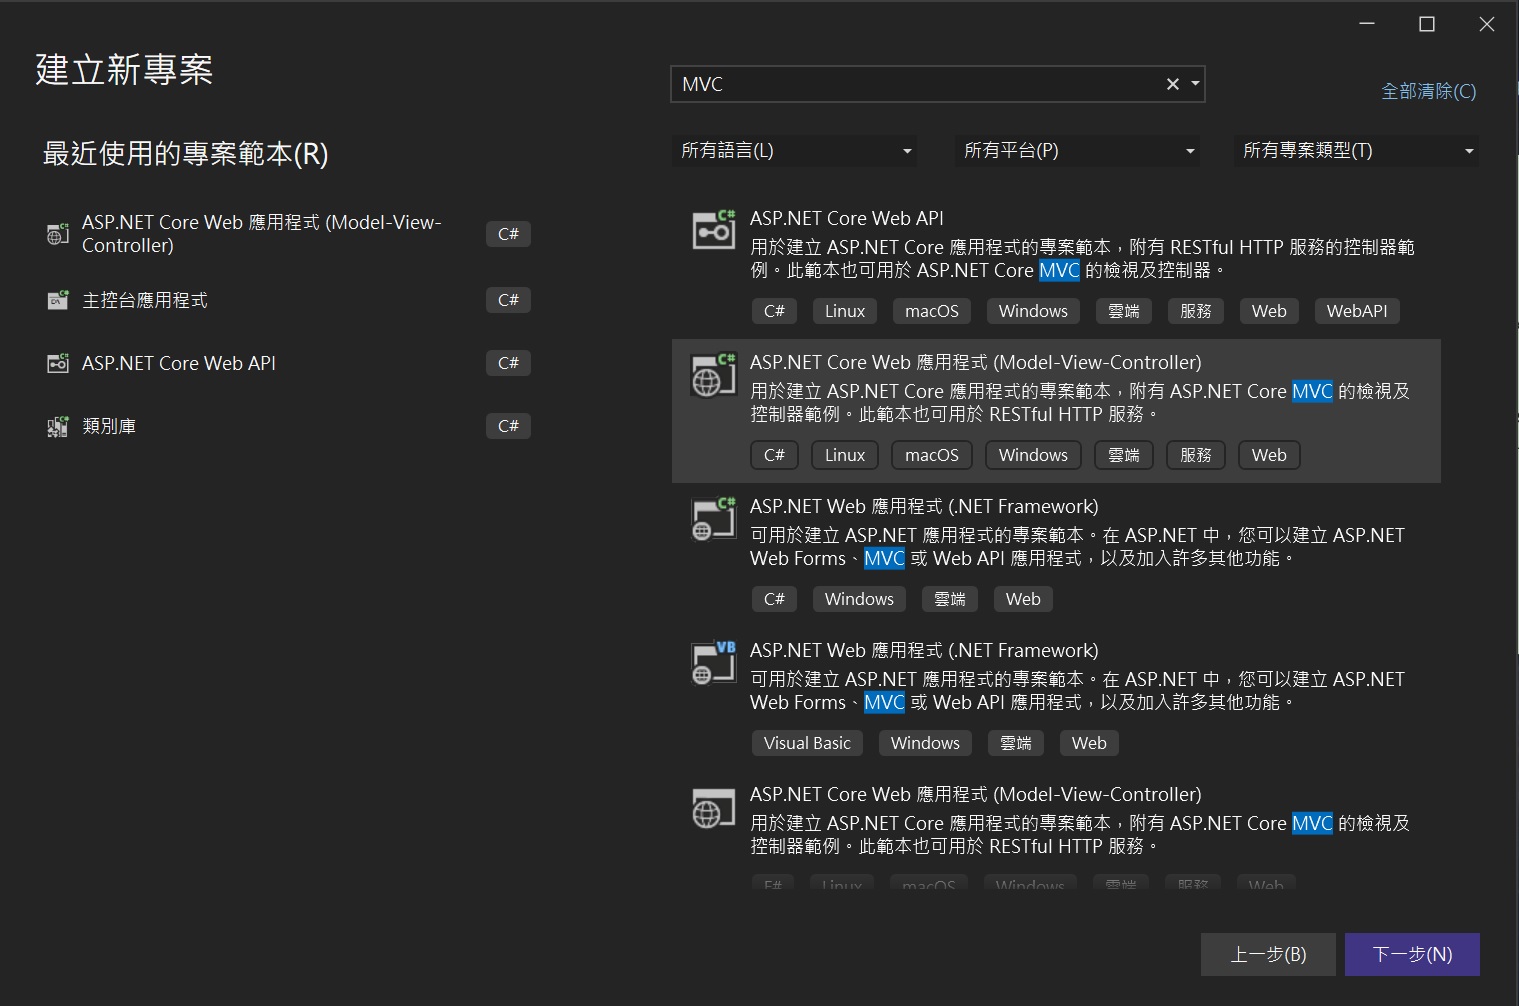 建立新專案
MVC
全部清除(C)
最近使用的專案範本(R)
ASP.NET Core Web 應用程式 (Model-View-
Controller)
C#
主控台應用程式
C#
ASP.NET Core Web API
C#
類別庫
C#
所有語言(L)
所有平台(P)
所有專案類型(T)
ASP.NET Core Web API
用於建立 ASP.NET Core 應用程式的專案範本，附有 RESTful HTTP 服務的控制器範
例。此範本也可用於 ASP.NET Core MVC 的檢視及控制器。
C# Linux macOS Windows 雲端 服務 Web WebAPI
ASP.NET Core Web 應用程式 (Model-View-Controller)
用於建立 ASP.NET Core 應用程式的專案範本，附有 ASP.NET Core MVC 的檢視及
控制器範例。此範本也可用於 RESTful HTTP 服務。
C# Linux macOS Windows 雲端 服務 Web
ASP.NET Web 應用程式 (.NET Framework)
可用於建立 ASP.NET 應用程式的專案範本。在 ASP.NET 中，您可以建立 ASP.NET
Web Forms、MVC 或 Web API 應用程式，以及加入許多其他功能。
C# Windows 雲端 Web
ASP.NET Web 應用程式 (.NET Framework)
可用於建立 ASP.NET 應用程式的專案範本。在 ASP.NET 中，您可以建立 ASP.NET
Web Forms、MVC 或 Web API 應用程式，以及加入許多其他功能。
Visual Basic Windows 雲端 Web
ASP.NET Core Web 應用程式 (Model-View-Controller)
用於建立 ASP.NET Core 應用程式的專案範本，附有 ASP.NET Core MVC 的檢視及
控制器範例。此範本也可用於 RESTful HTTP 服務。
F# Linux macOS Windows 雲端 服務 Web
上一步(B)
下一步(N)